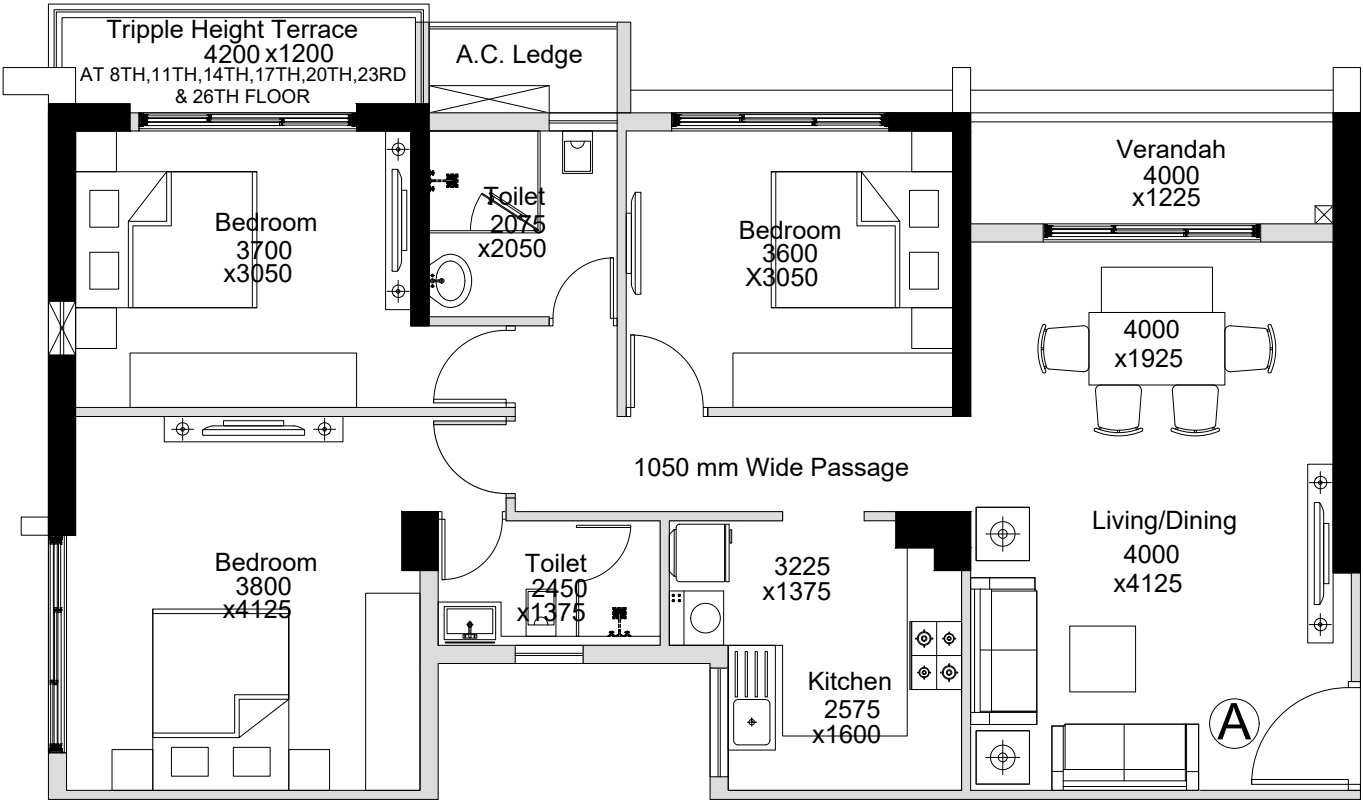 Tripple Height Terrace
4200 x1200
AT 8TH,11TH,14TH,17TH,20TH,23RD
& 26TH FLOOR
A.C. Ledge
Verandah
4000
x1225
Toilet
2075
x2050
Bedroom
3700
x3050
Bedroom
3600
X3050
4000
x1925
1050 mm Wide Passage
Living/Dining
4000
x4125
Bedroom
3800
x4125
Toilet
2450
x1375
3225
x1375
Kitchen
2575
x1600
A